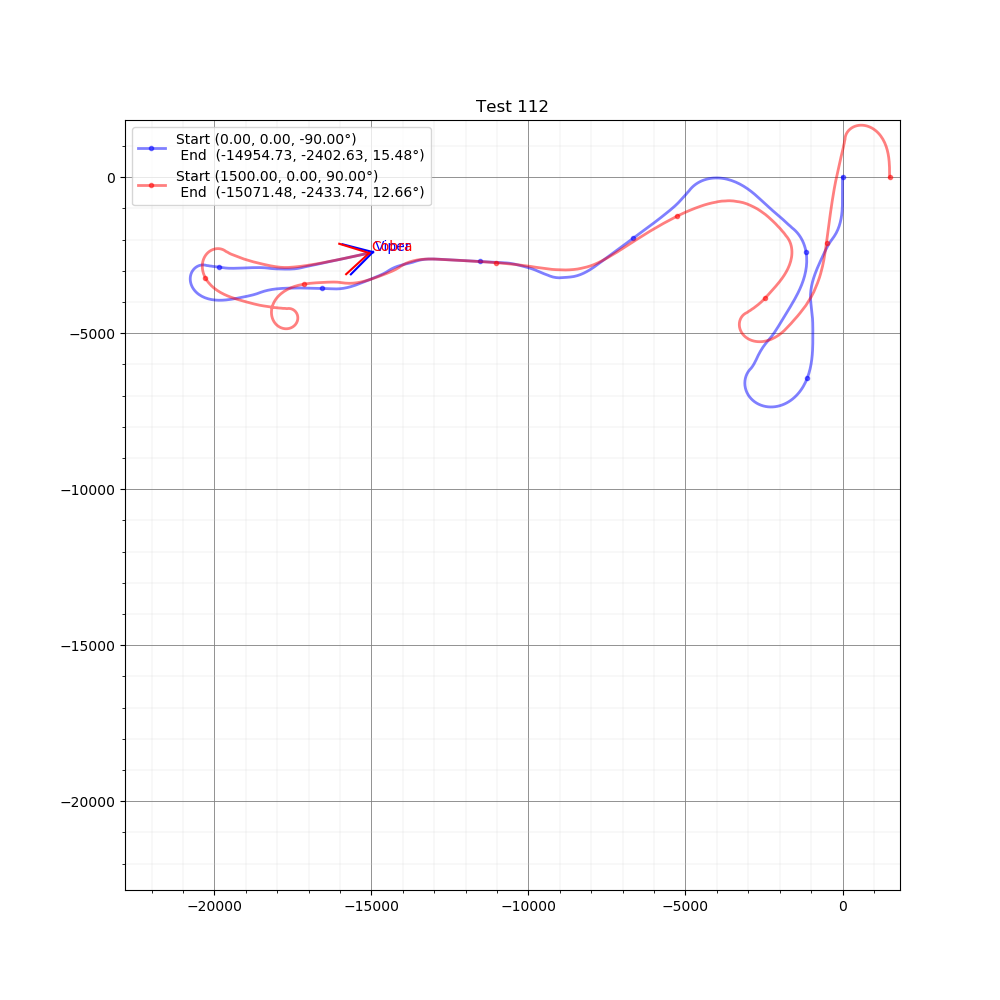 Test 112
Start (0.00, 0.00, -90.00°)
End  (-14954.73, -2402.63, 15.48°)
Start (1500.00, 0.00, 90.00°)
End  (-15071.48, -2433.74, 12.66°)
Viper
Cobra
0
−5000
−10000
−15000
−20000
−20000
−15000
−10000
−5000
0